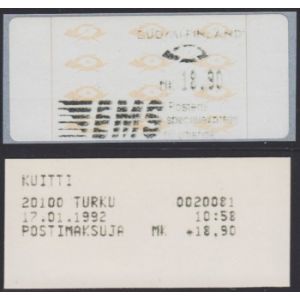 SUOMI FINLAND
Mk 18,90
EMS
Posten
KUITTI
20100 TURKU 0020081
17.01.1992 10:58
POSTIMAKSUJA MK *18,90